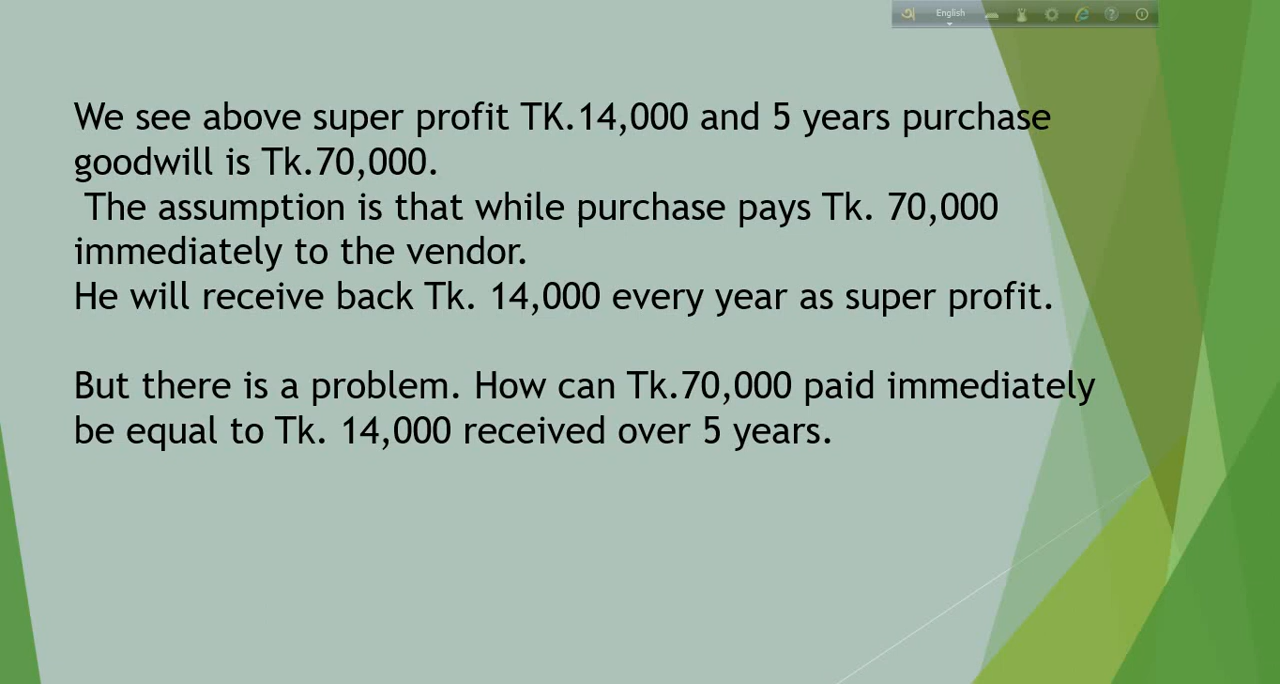 অ English
We see above super profit TK.14,000 and 5 years purchase
goodwill is Tk.70,000.
The assumption is that while purchase pays Tk. 70,000
immediately to the vendor.
He will receive back Tk. 14,000 every year as super profit.
But there is a problem. How can Tk.70,000 paid immediately
be equal to Tk. 14,000 received over 5 years.